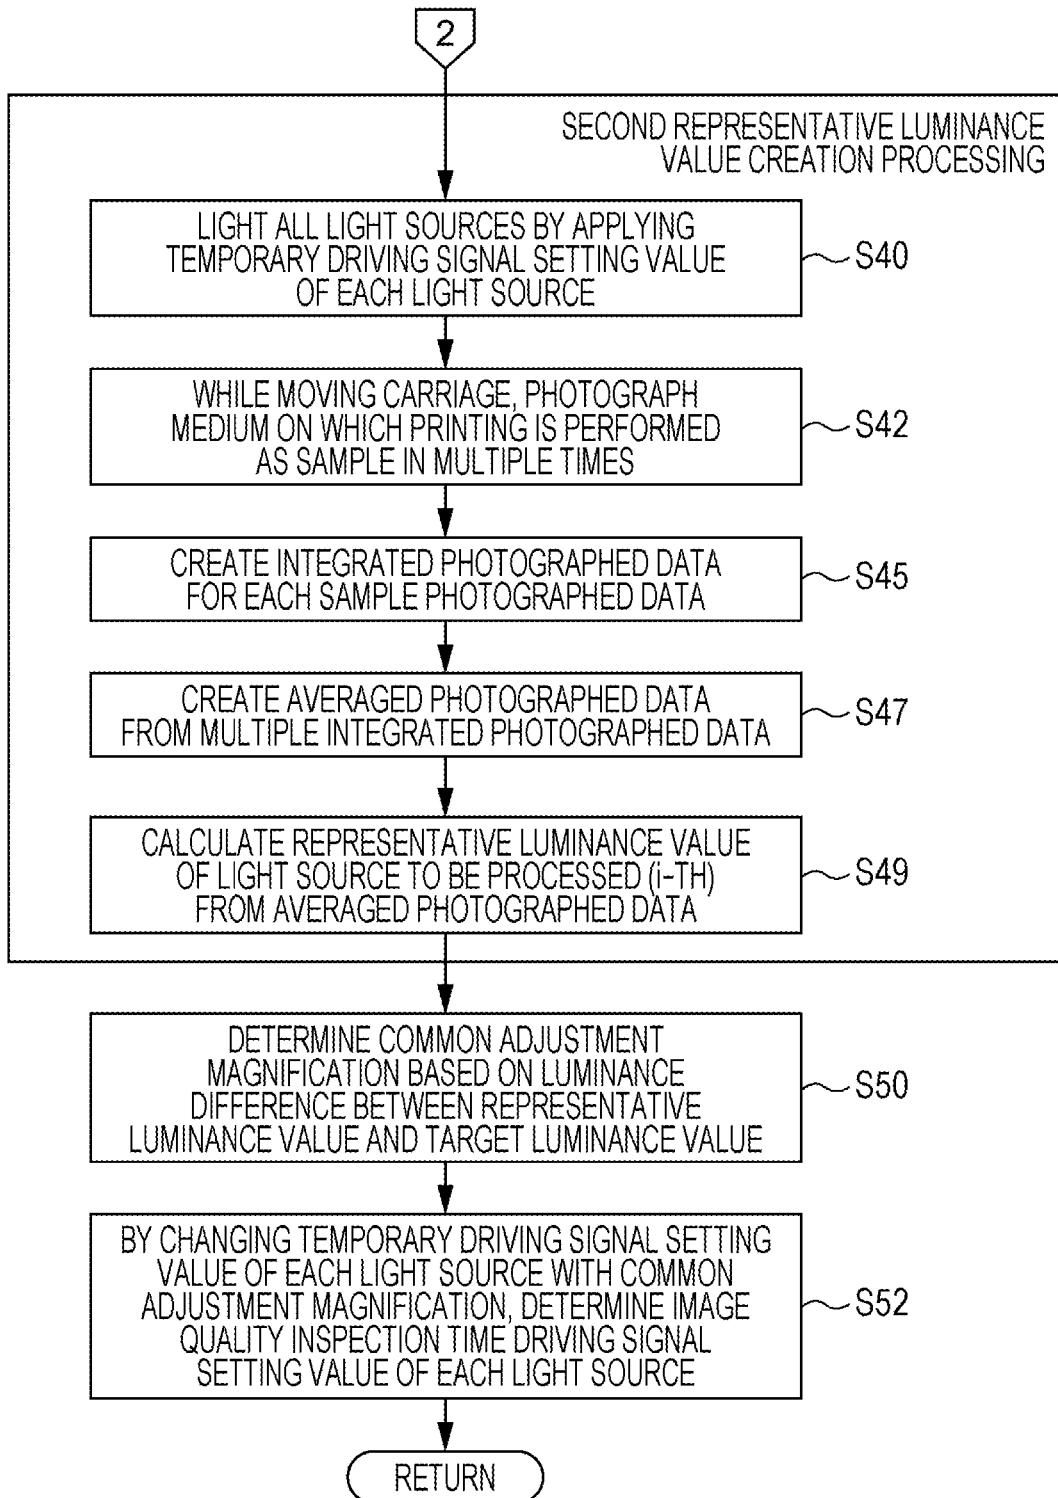 2
SECOND REPRESENTATIVE LUMINANCE
VALUE CREATION PROCESSING
LIGHT ALL LIGHT SOURCES BY APPLYING
TEMPORARY DRIVING SIGNAL SETTING VALUE
OF EACH LIGHT SOURCE
S40
WHILE MOVING CARRIAGE, PHOTOGRAPH
MEDIUM ON WHICH PRINTING IS PERFORMED
AS SAMPLE IN MULTIPLE TIMES
S42
CREATE INTEGRATED PHOTOGRAPHED DATA
FOR EACH SAMPLE PHOTOGRAPHED DATA
S45
CREATE AVERAGED PHOTOGRAPHED DATA
FROM MULTIPLE INTEGRATED PHOTOGRAPHED DATA
S47
CALCULATE REPRESENTATIVE LUMINANCE VALUE
OF LIGHT SOURCE TO BE PROCESSED (i-TH)
FROM AVERAGED PHOTOGRAPHED DATA
S49
DETERMINE COMMON ADJUSTMENT
MAGNIFICATION BASED ON LUMINANCE
DIFFERENCE BETWEEN REPRESENTATIVE
LUMINANCE VALUE AND TARGET LUMINANCE VALUE
S50
BY CHANGING TEMPORARY DRIVING SIGNAL SETTING
VALUE OF EACH LIGHT SOURCE WITH COMMON
ADJUSTMENT MAGNIFICATION, DETERMINE IMAGE
QUALITY INSPECTION TIME DRIVING SIGNAL
SETTING VALUE OF EACH LIGHT SOURCE
S52
RETURN